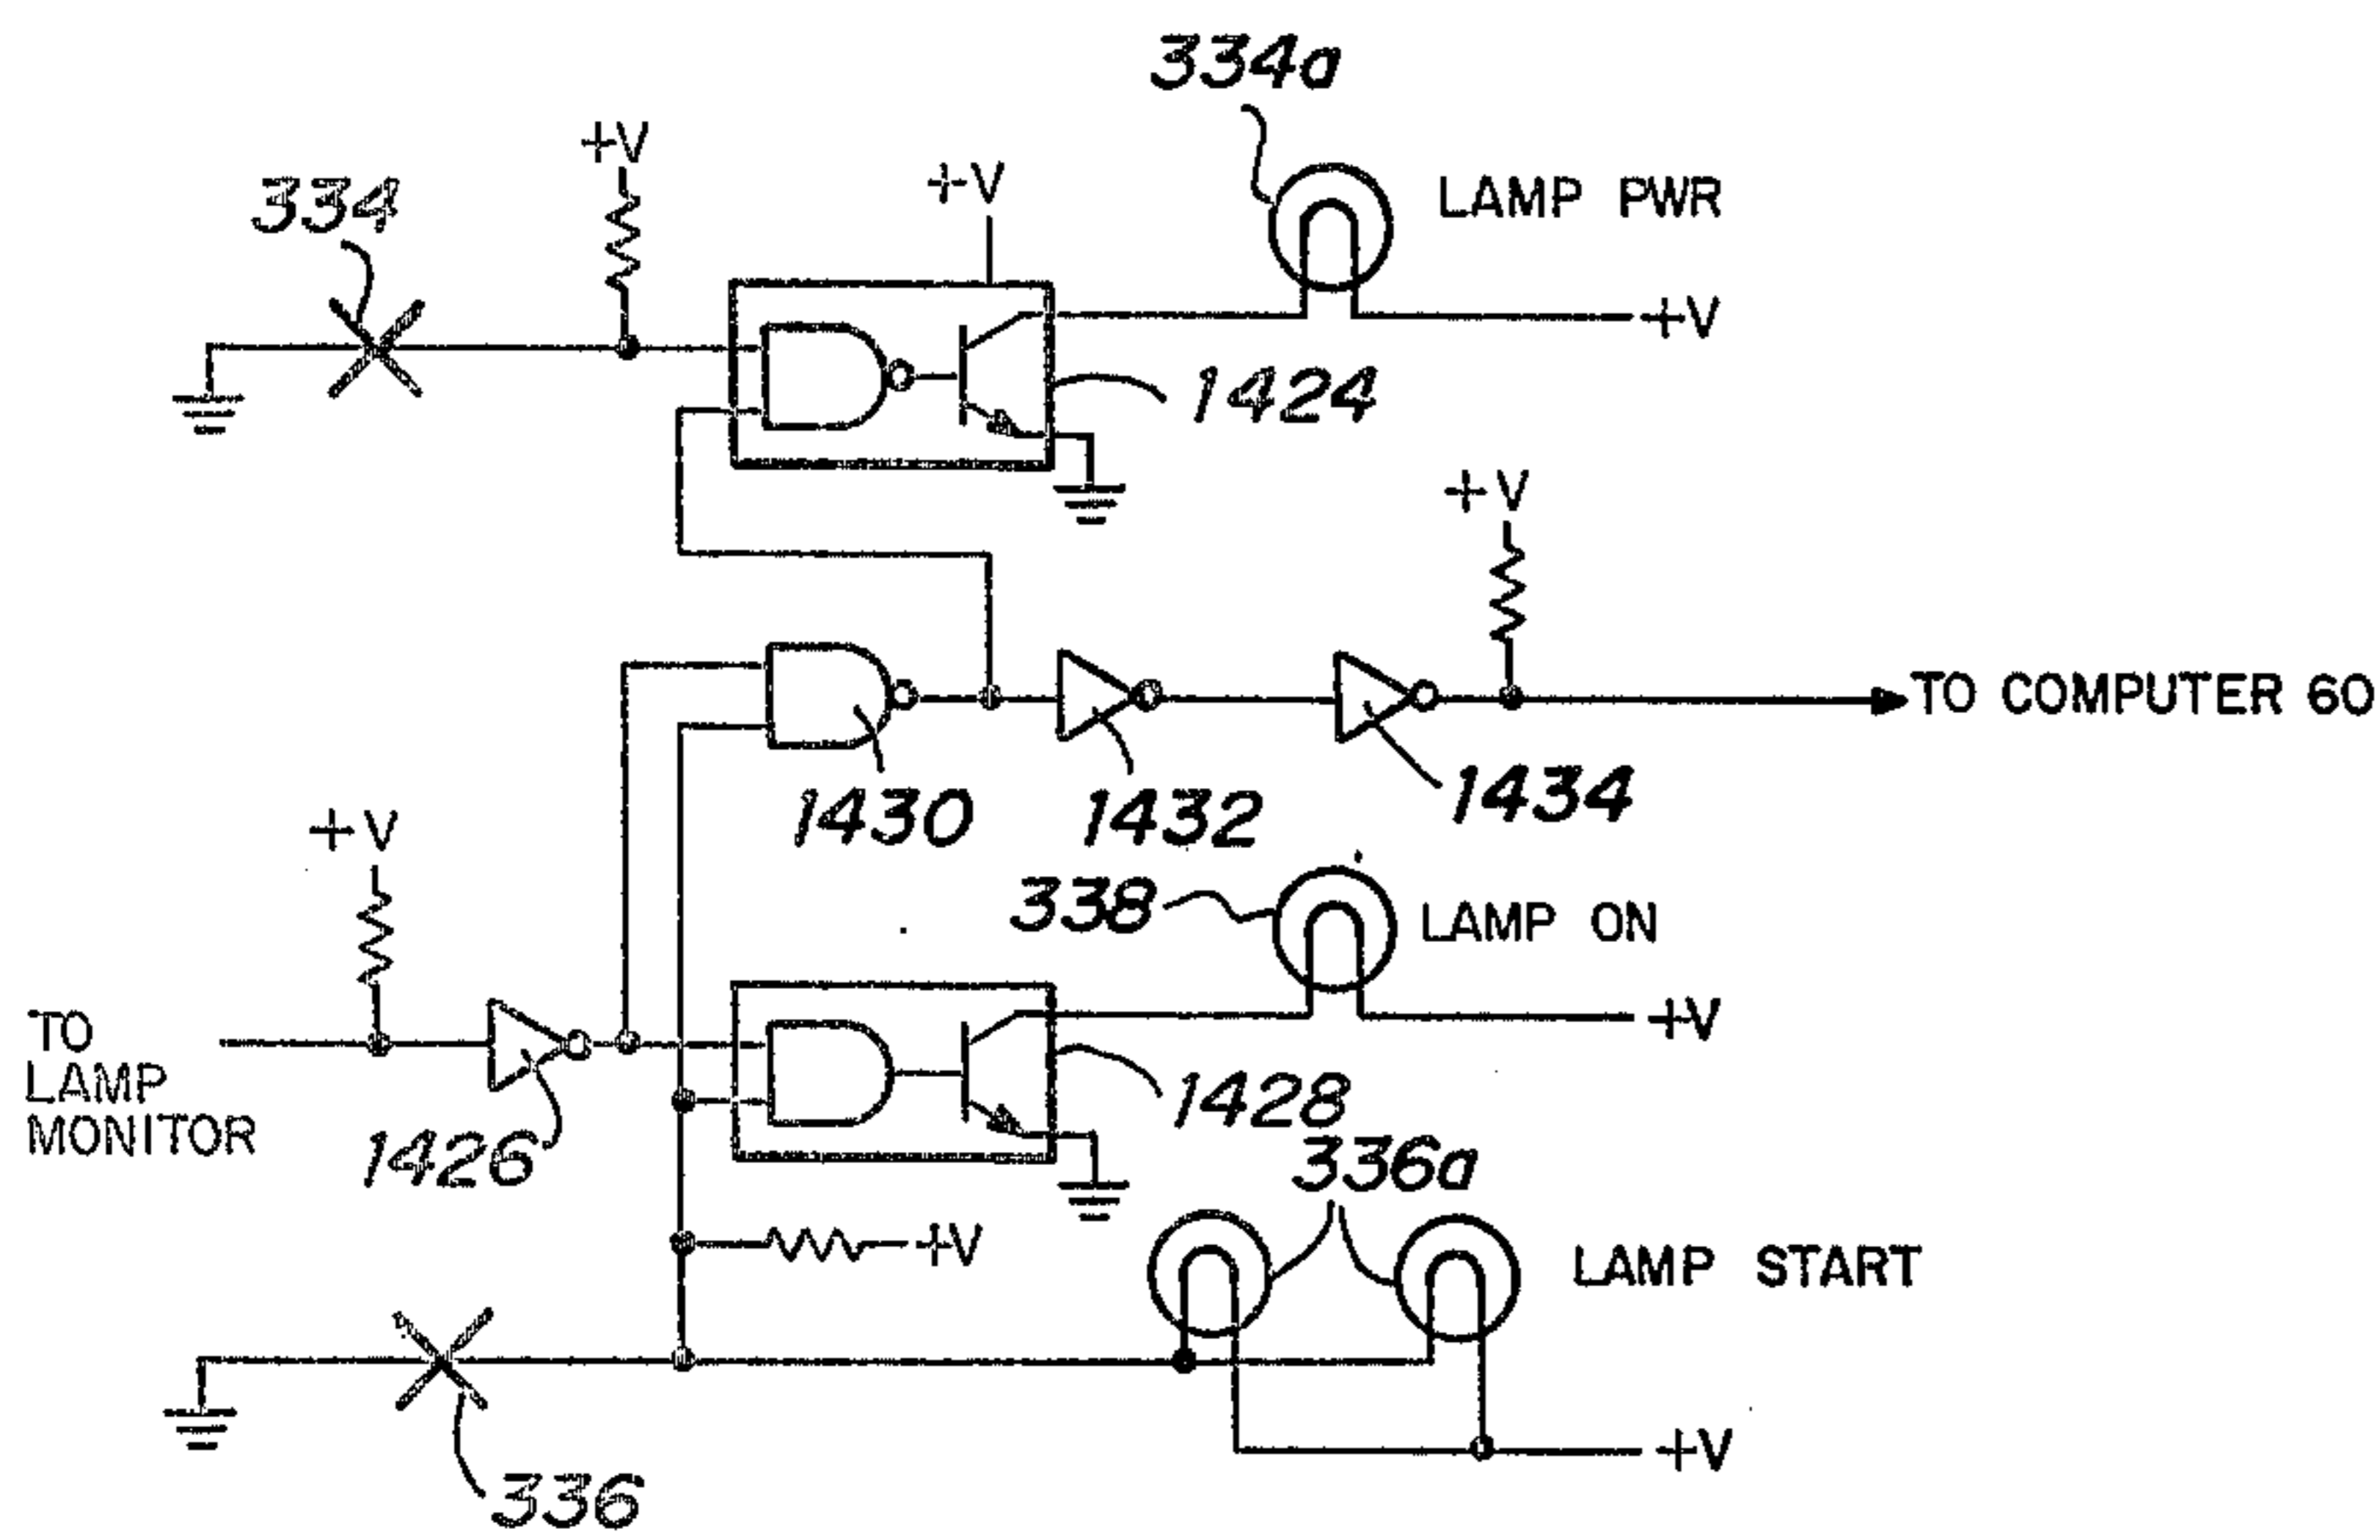 334a
+V
334
+V
LAMP PWR
+V
1424
+V
TO COMPUTER 60
1430
1432
1434
+V
338
LAMP ON
+V
TO
LAMP
MONITOR
1426
1428
336a
+V
LAMP START
+V
336